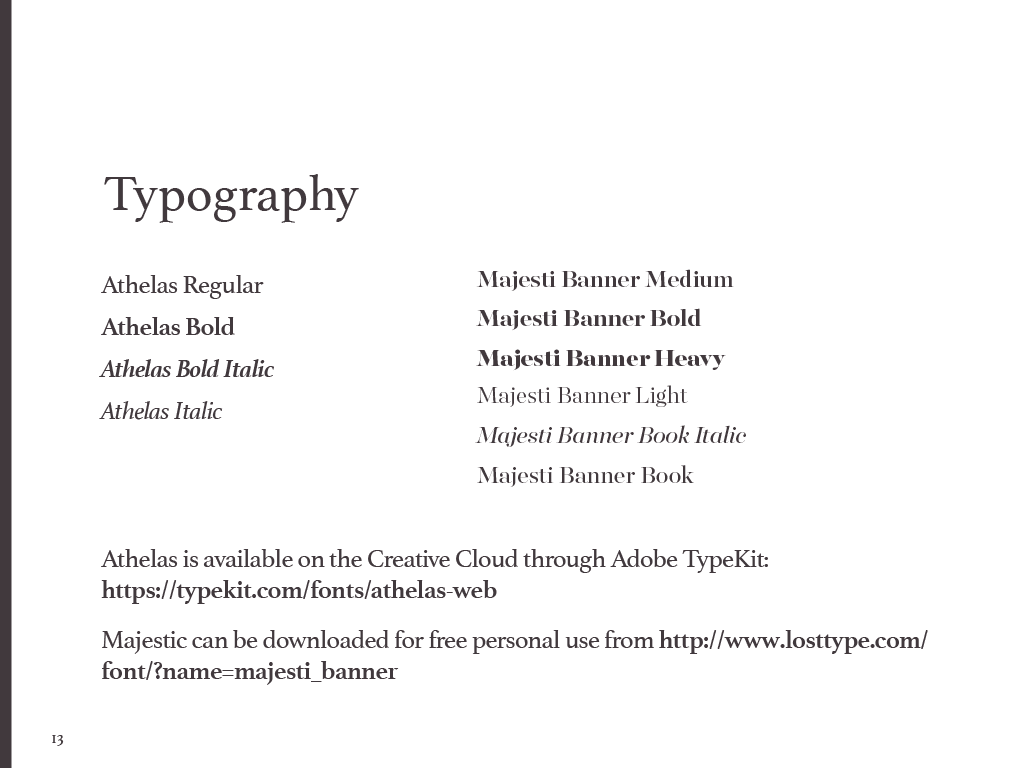 Typography
Athelas Regular
Athelas Bold
Athelas Bold Italic
Athelas Italic
Majesti Banner Medium
Majesti Banner Bold
Majesti Banner Heavy
Majesti Banner Light
Majesti Banner Book Italic
Majesti Banner Book
Athelas is available on the Creative Cloud through Adobe TypeKit:
https://typekit.com/fonts/athelas-web
Majestic can be downloaded for free personal use from http://www.losttype.com/
font/?name=majesti_banner
13